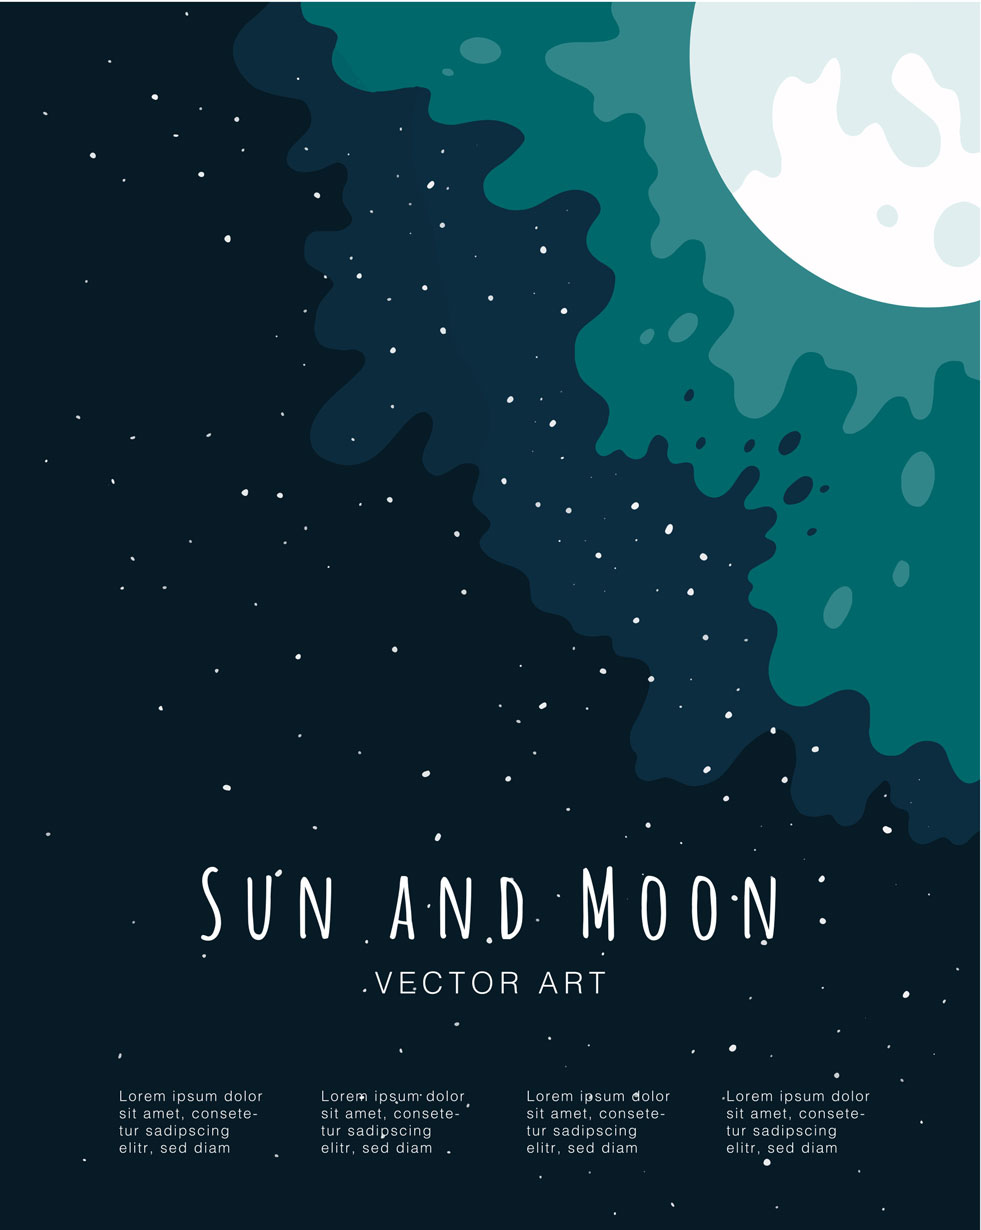 Sun and Moon
VECTOR ART
Lorem ipsum dolor
sit amet, consete-
tur sadipscing
elitr, sed diam
Lorem ipsum dolor
sit amet, consete-
tur sadipscing
elitr, sed diam
Lorem ipsum dolor
sit amet, consete-
tur sadipscing
elitr, sed diam
Lorem ipsum dolor
sit amet, consete-
tur sadipscing
elitr, sed diam